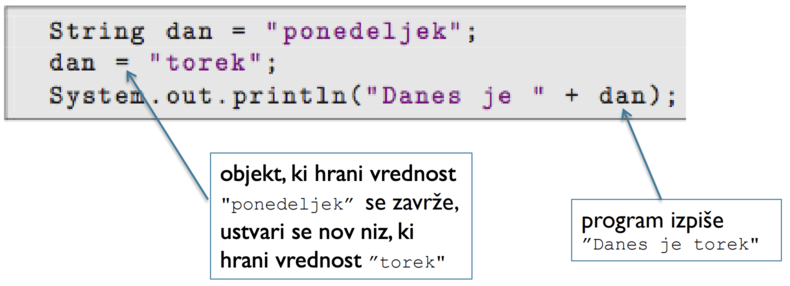 String dan = "ponedeljek";
dan = "torek";
System.out.println("Danes je " + dan);
objekt, ki hrani vrednost
"ponedeljek” se zavrže,
ustvari se nov niz, ki
hrani vrednost ”torek"
program izpiše
”Danes je torek"